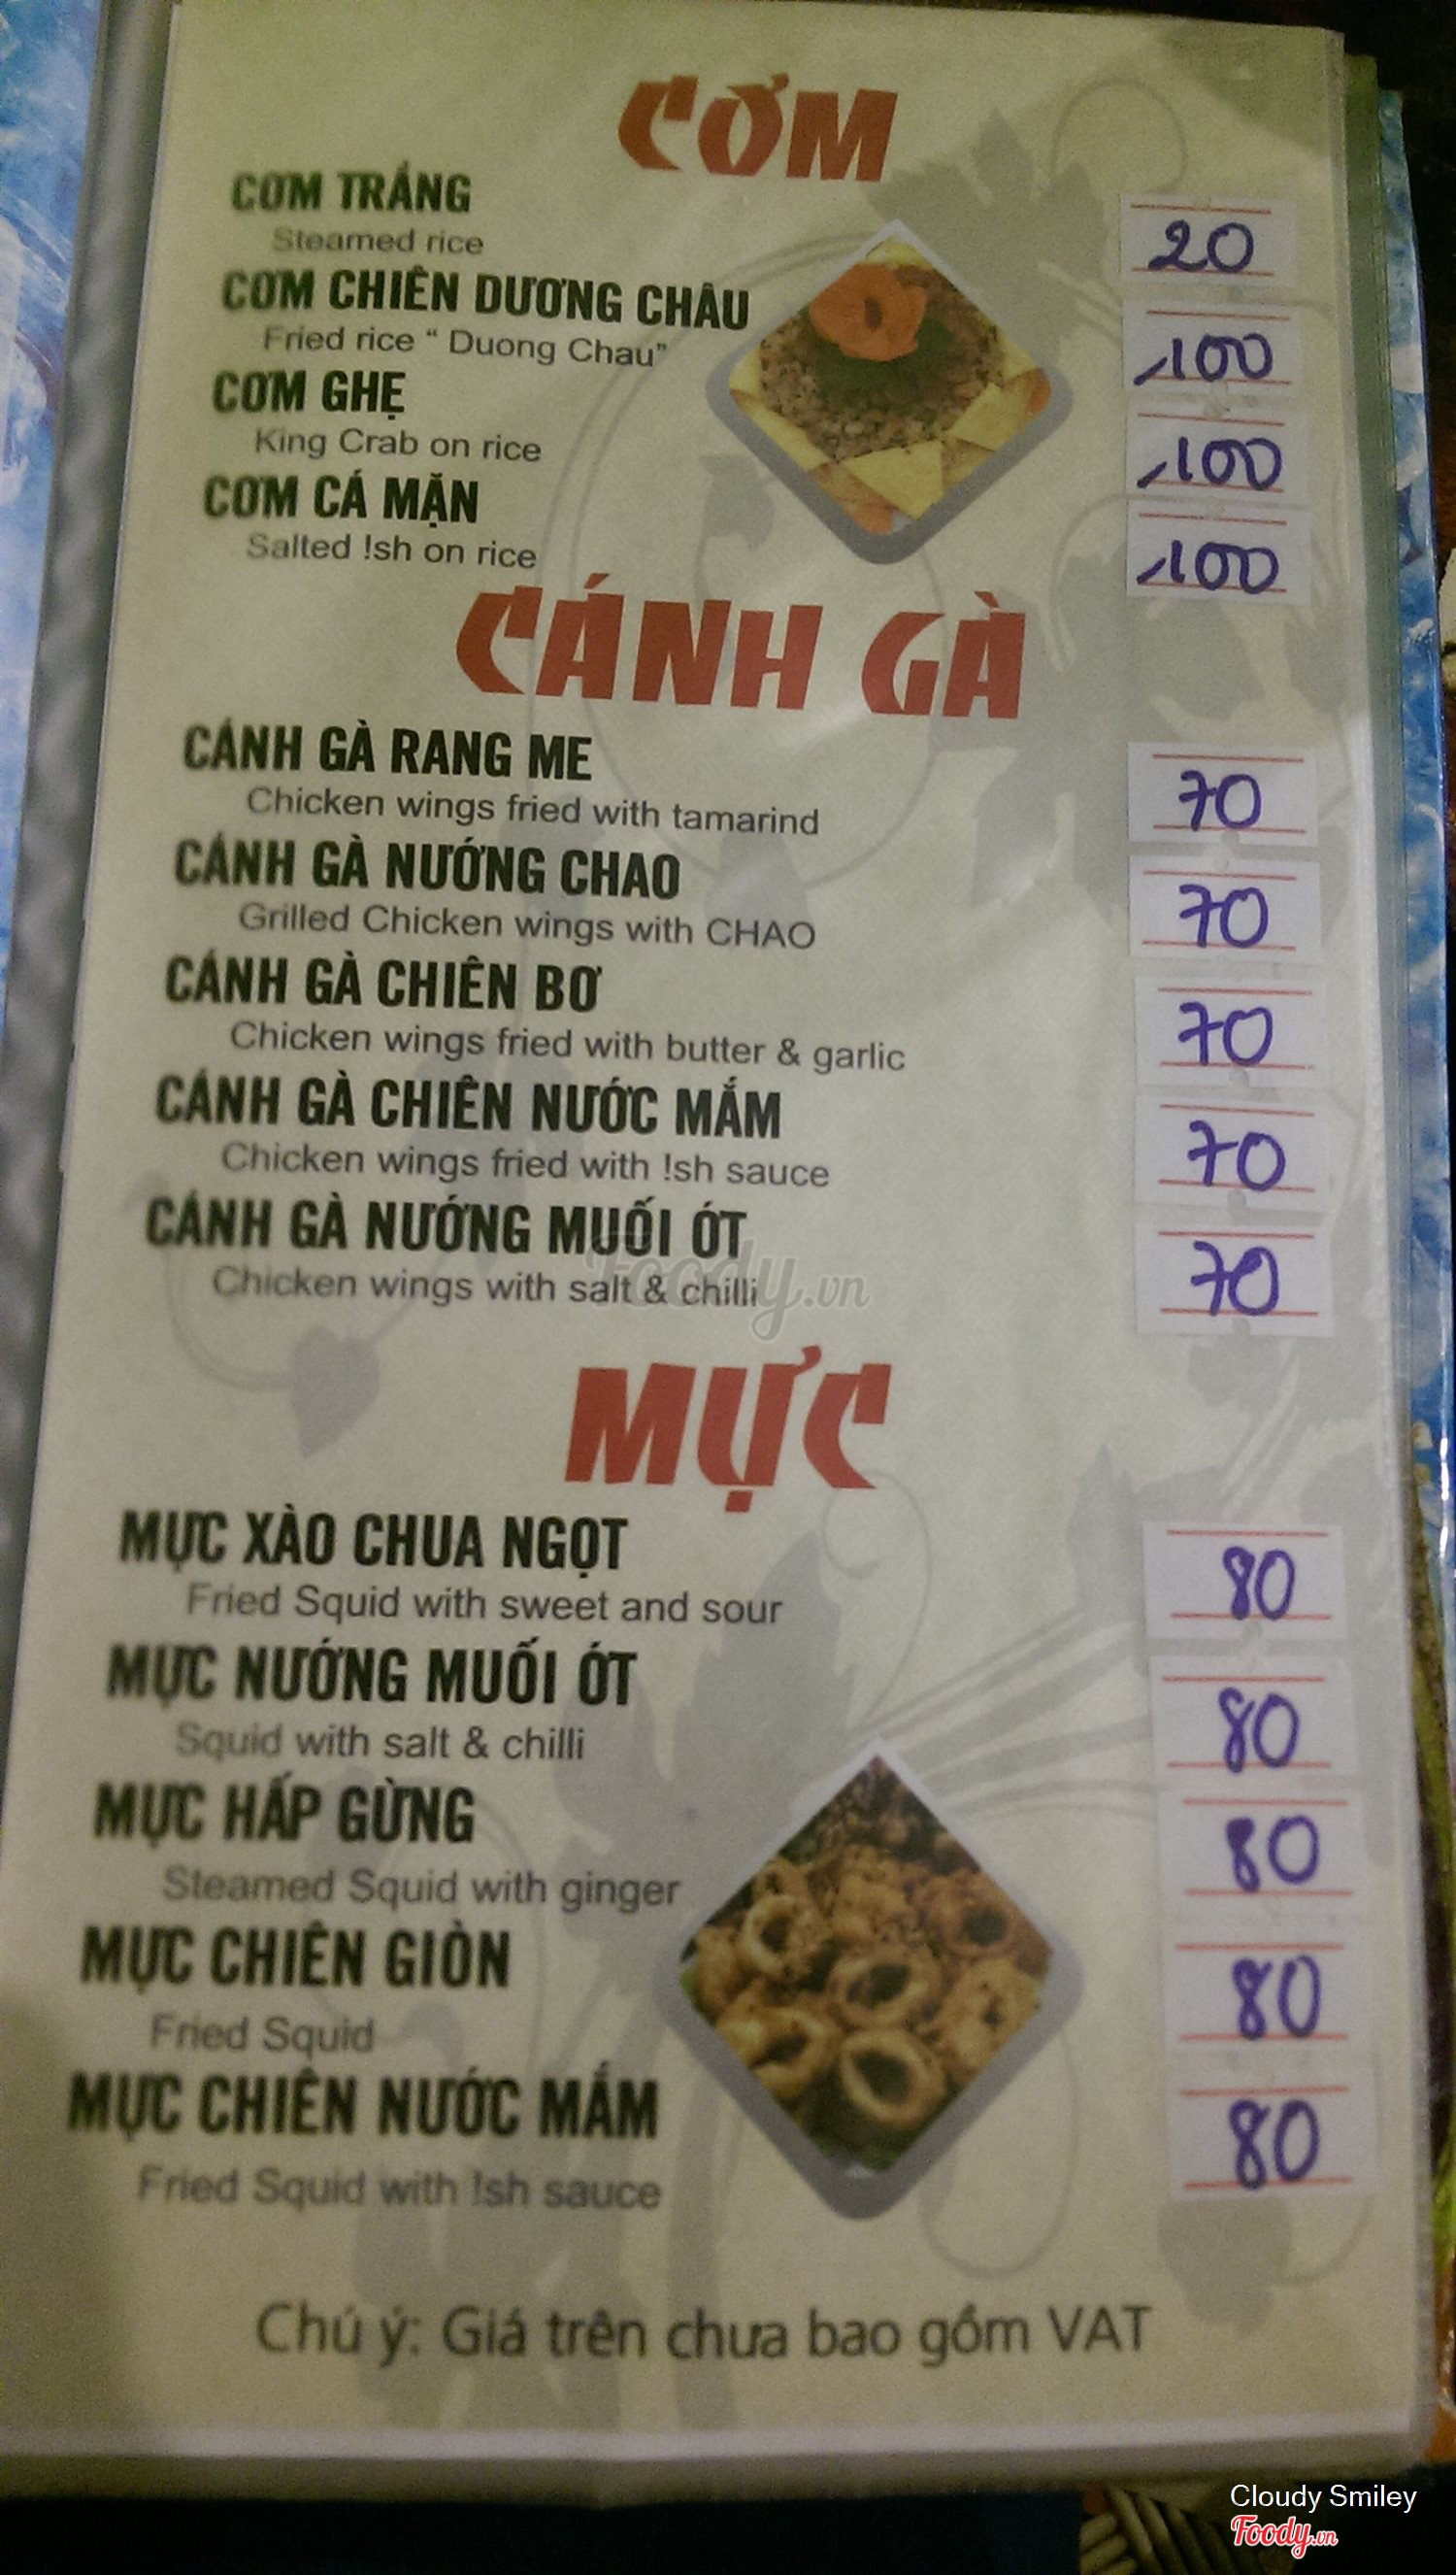 CƠM
CƠM TRẮNG
20
Steamed rice
CƠM CHIÊN DƯƠNG CHÂU
100
Fried rice “ Duong Chau”
CƠM GHẸ
100
King Crab on rice
CƠM CÁ MẶN
100
Salted !sh on rice
CÁNH GÀ
CÁNH GÀ RANG ME
70
Chicken wings fried with tamarind
CÁNH GÀ NƯỚNG CHAO
70
Grilled Chicken wings with CHAO
CÁNH GÀ CHIÊN BƠ
70
Chicken wings fried with butter & garlic
CÁNH GÀ CHIÊN NƯỚC MẮM
70
Chicken wings fried with !sh sauce
CÁNH GÀ NƯỚNG MUỐI ỚT
70
Chicken wings with salt & chilli
Foody.vn
MỰC
MỰC XÀO CHUA NGỌT
80
Fried Squid with sweet and sour
MỰC NƯỚNG MUỐI ỚT
80
Squid with salt & chilli
MỰC HẤP GỪNG
80
Steamed Squid with ginger
MỰC CHIÊN GIÒN
80
Fried Squid
MỰC CHIÊN NƯỚC MẮM
80
Fried Squid with !sh sauce
Chú ý: Giá trên chưa bao gồm VAT
Cloudy Smiley
Foody.vn